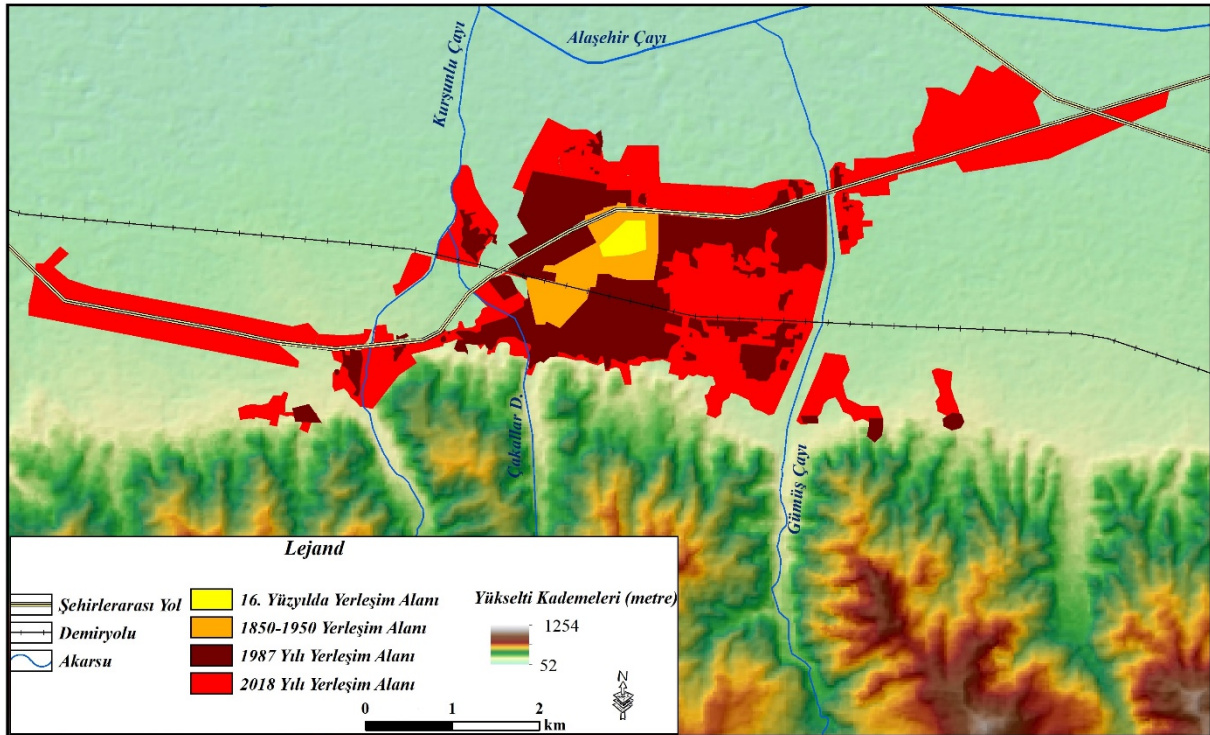 Alaşehir Çayı
Kurşunlu Çayı
Çakallar D.
Gümüş Çayı
Lejand
Şehirlerarası Yol
Demiryolu
Akarsu
16. Yüzyılda Yerleşim Alanı
1850-1950 Yerleşim Alanı
1987 Yılı Yerleşim Alanı
2018 Yılı Yerleşim Alanı
Yükselti Kademeleri (metre)
1254
52
N
0 1 2
km